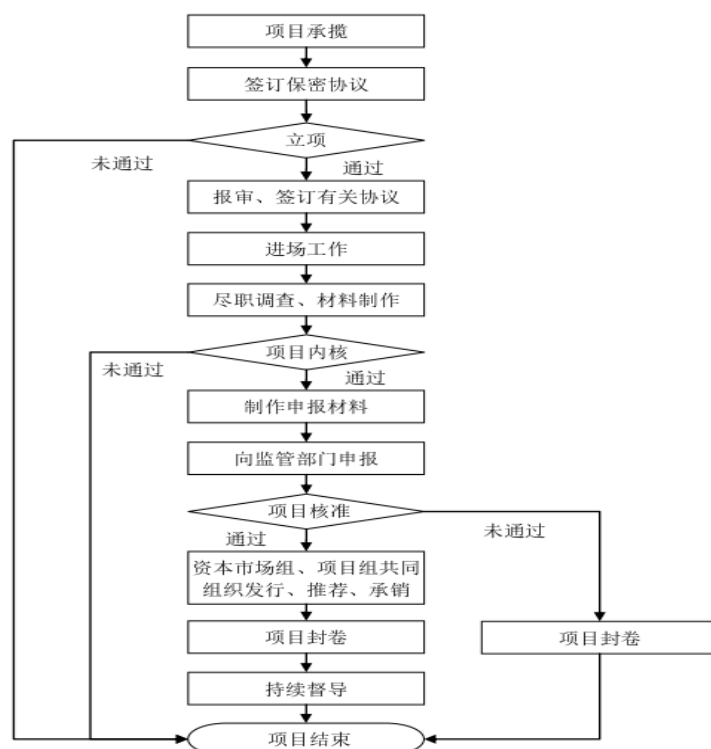 项目承揽
签订保密协议
立项
未通过
通过
报审、签订有关协议
进场工作
尽职调查、材料制作
项目内核
未通过
通过
制作申报材料
向监管部门申报
项目核准
未通过
通过
资本市场组、项目组共同
组织发行、推荐、承销
项目封卷
项目封卷
持续督导
项目结束